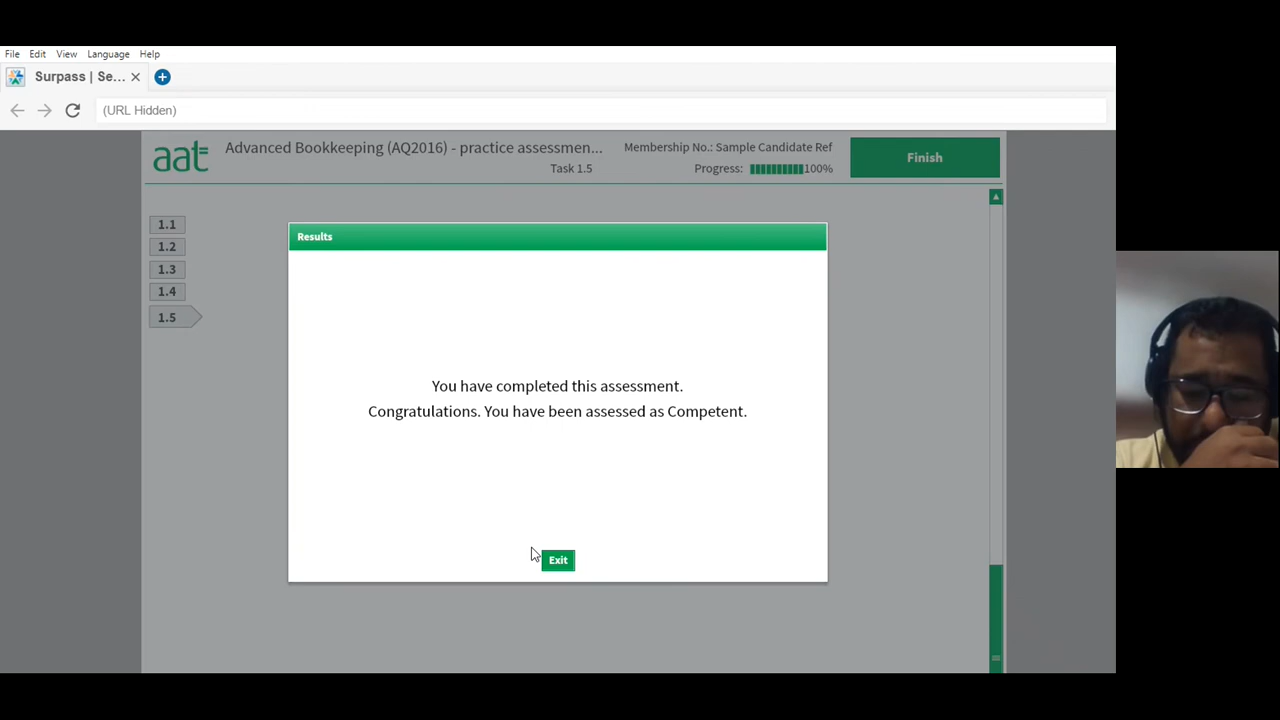 File Edit View Language Help
Surpass | Se...
(URL Hidden)
aat
Advanced Bookkeeping (AQ2016) - practice assessmen...
Membership No.: Sample Candidate Ref
Finish
Task 1.5
Progress: 100%
1.1
1.2
1.3
1.4
1.5
Results
You have completed this assessment.
Congratulations. You have been assessed as Competent.
Exit